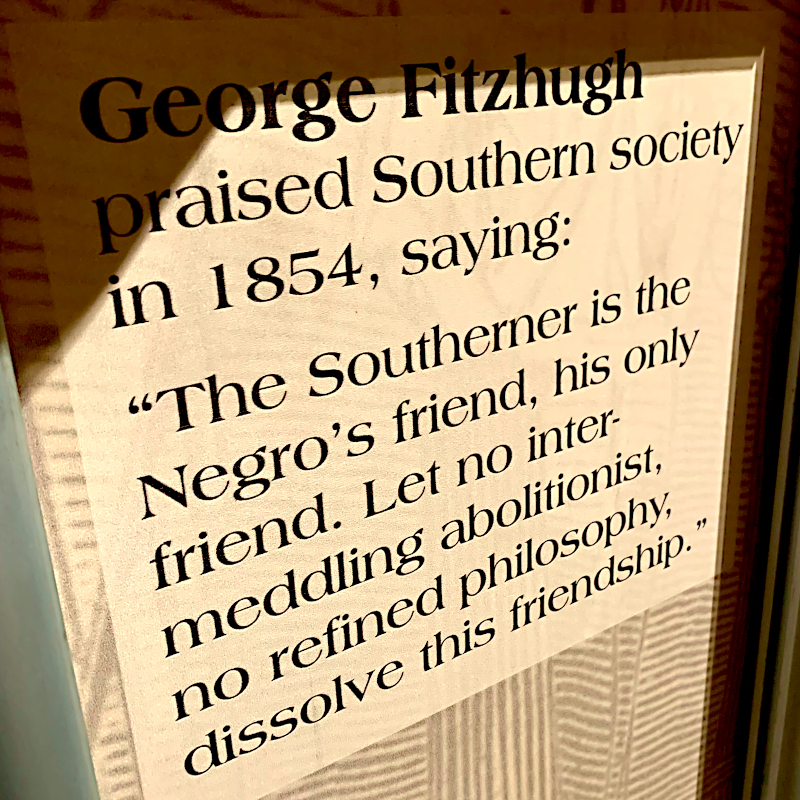 George Fitzhugh
praised Southern society
in 1854, saying:
“The Southerner is the
Negro’s friend, his only
friend. Let no inter-
meddling abolitionist,
no refined philosophy,
dissolve this friendship.”